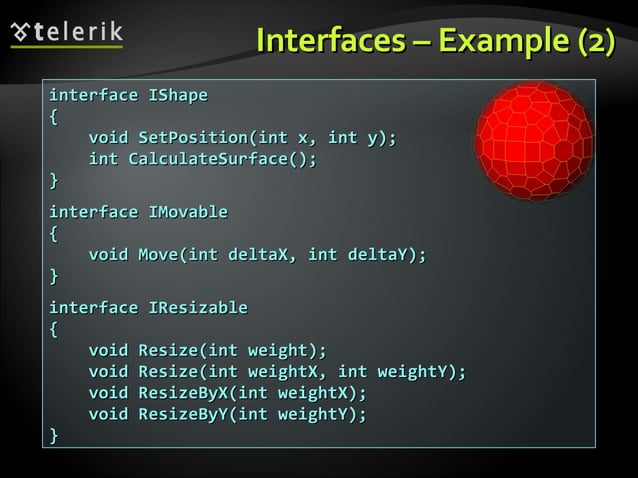 telerik
Interfaces – Example (2)
interface IShape
{
    void SetPosition(int x, int y);
    int CalculateSurface();
}
interface IMovable
{
    void Move(int deltaX, int deltaY);
}
interface IResizable
{
    void Resize(int weight);
    void Resize(int weightX, int weightY);
    void ResizeByX(int weightX);
    void ResizeByY(int weightY);
}